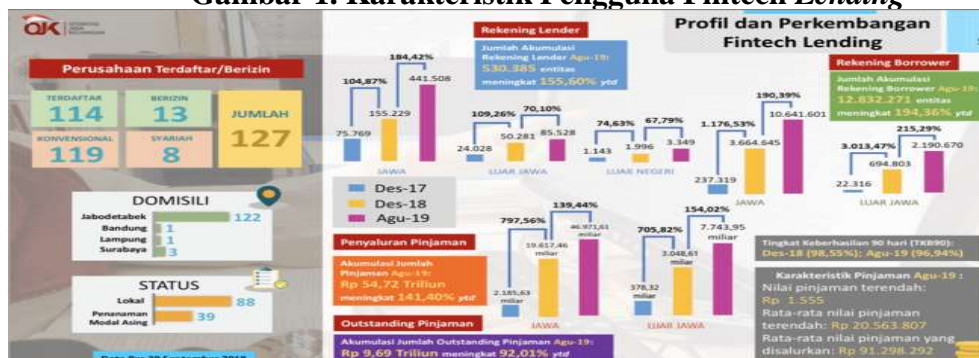 Gambar 1. Karakteristik Pengguna Fintech Lending
OJK OTORITAS JASA KEUANGAN
Profil dan Perkembangan
Fintech Lending
Perusahaan Terdaftar/Berizin
TERDAFTAR
114
BERIZIN
13
KONVENSIONAL
119
SYARIAH
8
JUMLAH
127
DOMISILI
Jabodetabek 122
Bandung 1
Lampung 1
Surabaya 3
STATUS
Lokal 88
Penanaman Modal Asing 39
Rekening Lender
Jumlah Akumulasi
Rekening Lender Agu-19:
530.385 entitas
meningkat 155,60% ytd
104,87%
184,42%
75.769
155.229
441.508
JAWA
109,26%
70,10%
24.028
50.281
85.528
LUAR JAWA
74,63%
67,79%
1.143
1.996
3.349
LUAR NEGERI
Rekening Borrower
Jumlah Akumulasi
Rekening Borrower Agu-19:
12.832.271 entitas
meningkat 194,36% ytd
1.176,53%
190,39%
237.319
3.664.645
10.641.601
JAWA
3.013,47%
215,29%
22.316
694.803
2.190.670
LUAR JAWA
Des-17
Des-18
Agu-19
Penyaluran Pinjaman
Akumulasi Jumlah
Pinjaman Agu-19:
Rp 54,72 Triliun
meningkat 141,40% ytd
797,56%
139,44%
2.185,63 miliar
19.617,46 miliar
46.971,61 miliar
JAWA
705,82%
154,02%
378,32 miliar
3.048,61 miliar
7.743,95 miliar
LUAR JAWA
Outstanding Pinjaman
Akumulasi Jumlah Outstanding Pinjaman Agu-19:
Rp 9,69 Triliun meningkat 92,01% ytd
Tingkat Keberhasilan 90 hari (TKB90):
Des-18 (98,55%); Agu-19 (96,94%)
Karakteristik Pinjaman Agu-19 :
Nilai pinjaman terendah:
Rp 1.555
Rata-rata nilai pinjaman
terendah: Rp 20.563.807
Rata-rata nilai pinjaman yang
disalurkan: Rp 91.298.292